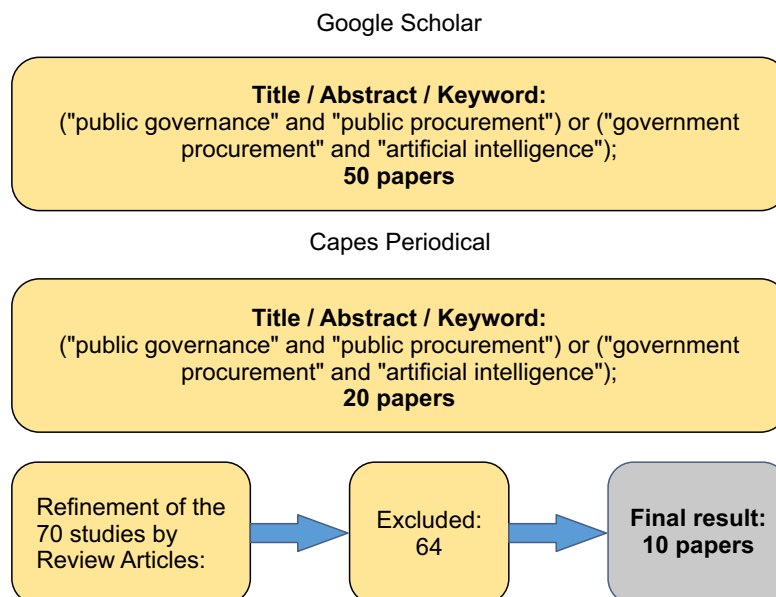 Google Scholar
Title / Abstract / Keyword:
("public governance" and "public procurement") or ("government
procurement" and "artificial intelligence");
50 papers
Capes Periodical
Title / Abstract / Keyword:
("public governance" and "public procurement") or ("government
procurement" and "artificial intelligence");
20 papers
Refinement of the
70 studies by
Review Articles:
Excluded:
64
Final result:
10 papers